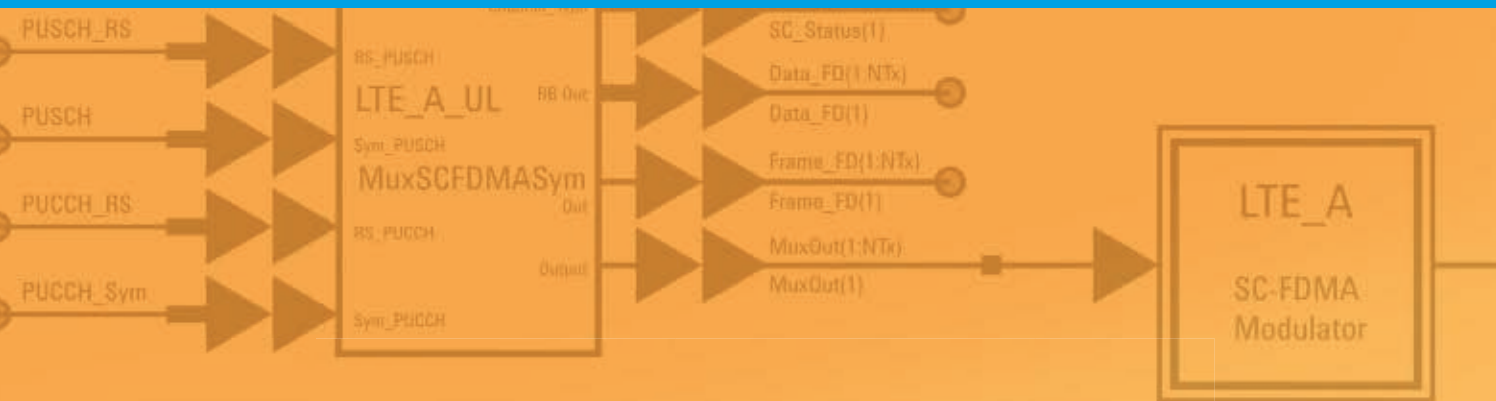 PUSCH_RS
PUSCH
PUCCH_RS
PUCCH_Sym
RS_PUSCH
LTE_A_UL
RB Out
Sym_PUSCH
MuxSCFDMASym
Out
RS_PUCCH
Output
Sym_PUCCH
SC_Status(1)
Data_FD(1:NTx)
Data_FD(1)
Frame_FD(1:NTx)
Frame_FD(1)
MuxOut(1:NTx)
MuxOut(1)
LTE_A
SC-FDMA
Modulator